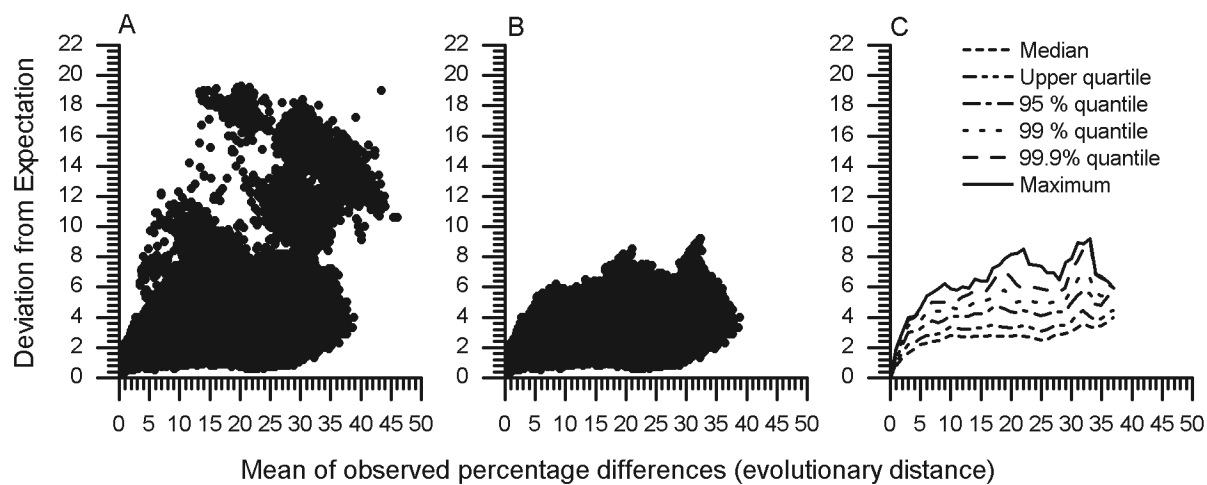 A
B
C
22
20
18
16
14
12
10
8
6
4
2
0
22
20
18
16
14
12
10
8
6
4
2
0
22
20
18
16
14
12
10
8
6
4
2
0
Median
Upper quartile
95 % quantile
99 % quantile
99.9% quantile
Maximum
Deviation from Expectation
0 5 10 15 20 25 30 35 40 45 50
0 5 10 15 20 25 30 35 40 45 50
0 5 10 15 20 25 30 35 40 45 50
Mean of observed percentage differences (evolutionary distance)